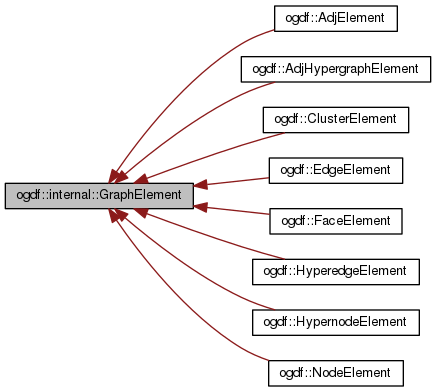 ogdf::AdjElement
ogdf::AdjHypergraphElement
ogdf::ClusterElement
ogdf::EdgeElement
ogdf::internal::GraphElement
ogdf::FaceElement
ogdf::HyperedgeElement
ogdf::HypernodeElement
ogdf::NodeElement